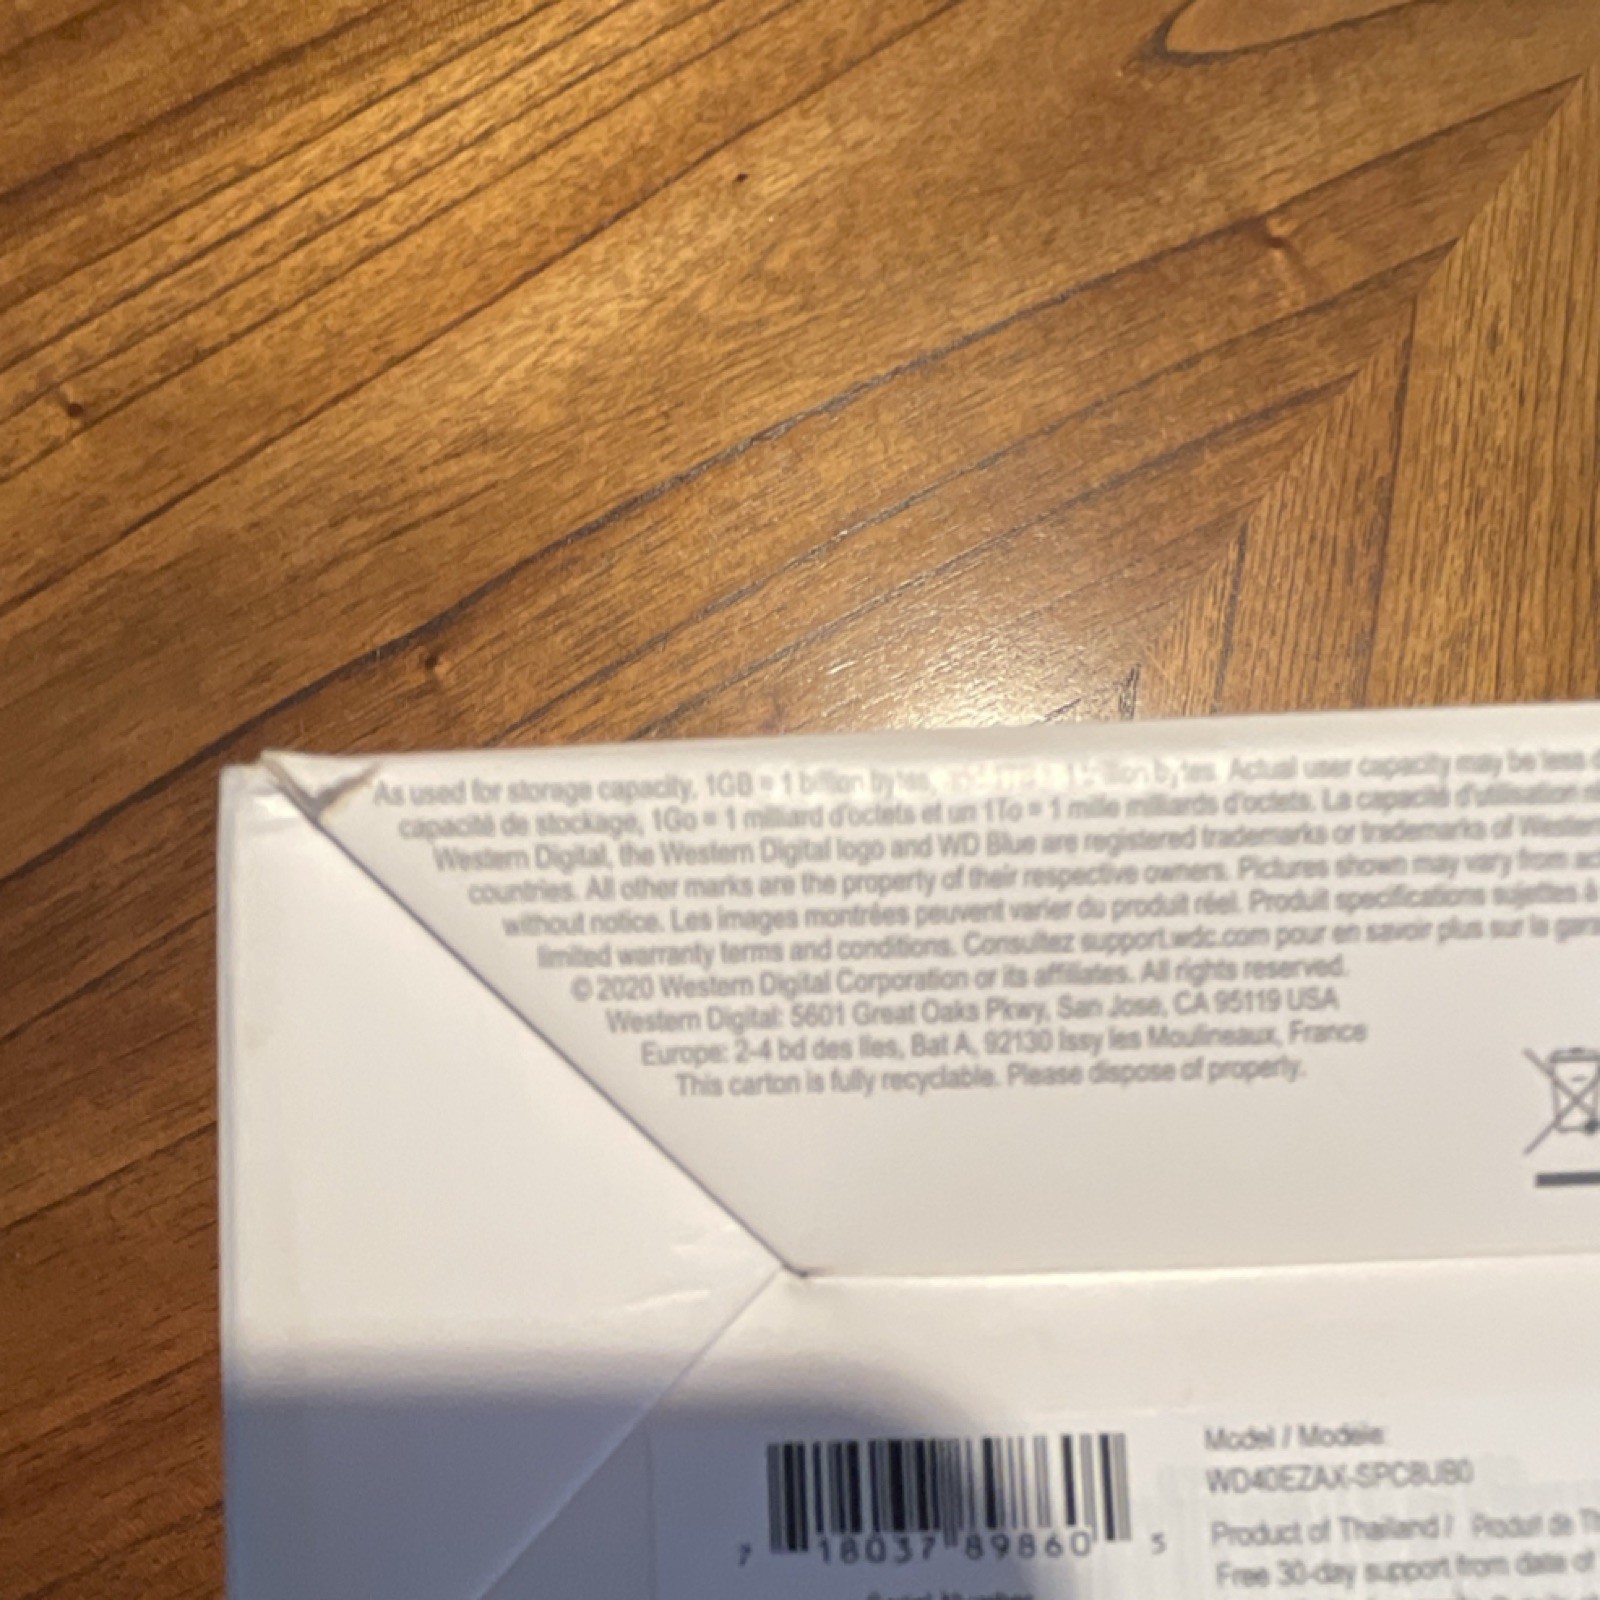 As used for storage capacity, 1GB = 1 billion bytes, Actual user capacity may be less
capacité de stockage, 1Go = 1 milliard d'octets et un 1To = 1 mille milliards d'octets. La capacité d'utilisation
Western Digital, the Western Digital logo and WD Blue are registered trademarks or trademarks of Western
countries. All other marks are the property of their respective owners. Pictures shown may vary from
without notice. Les images montrées peuvent varier du produit réel. Produit specifications sujettes à
limited warranty terms and conditions. Consultez support.wdc.com pour en savoir plus sur la
© 2020 Western Digital Corporation or its affiliates. All rights reserved.
Western Digital: 5601 Great Oaks Pkwy, San Jose, CA 95119 USA
Europe: 2-4 bd des Iles, Bat A, 92130 Issy les Moulineaux, France
This carton is fully recyclable. Please dispose of properly.
Model / Modèle:
WD40EZAX-SPC8UB0
7 18037 89860 5
Product of Thailand / Produit de
Free 30-day support from date of
Serial Number